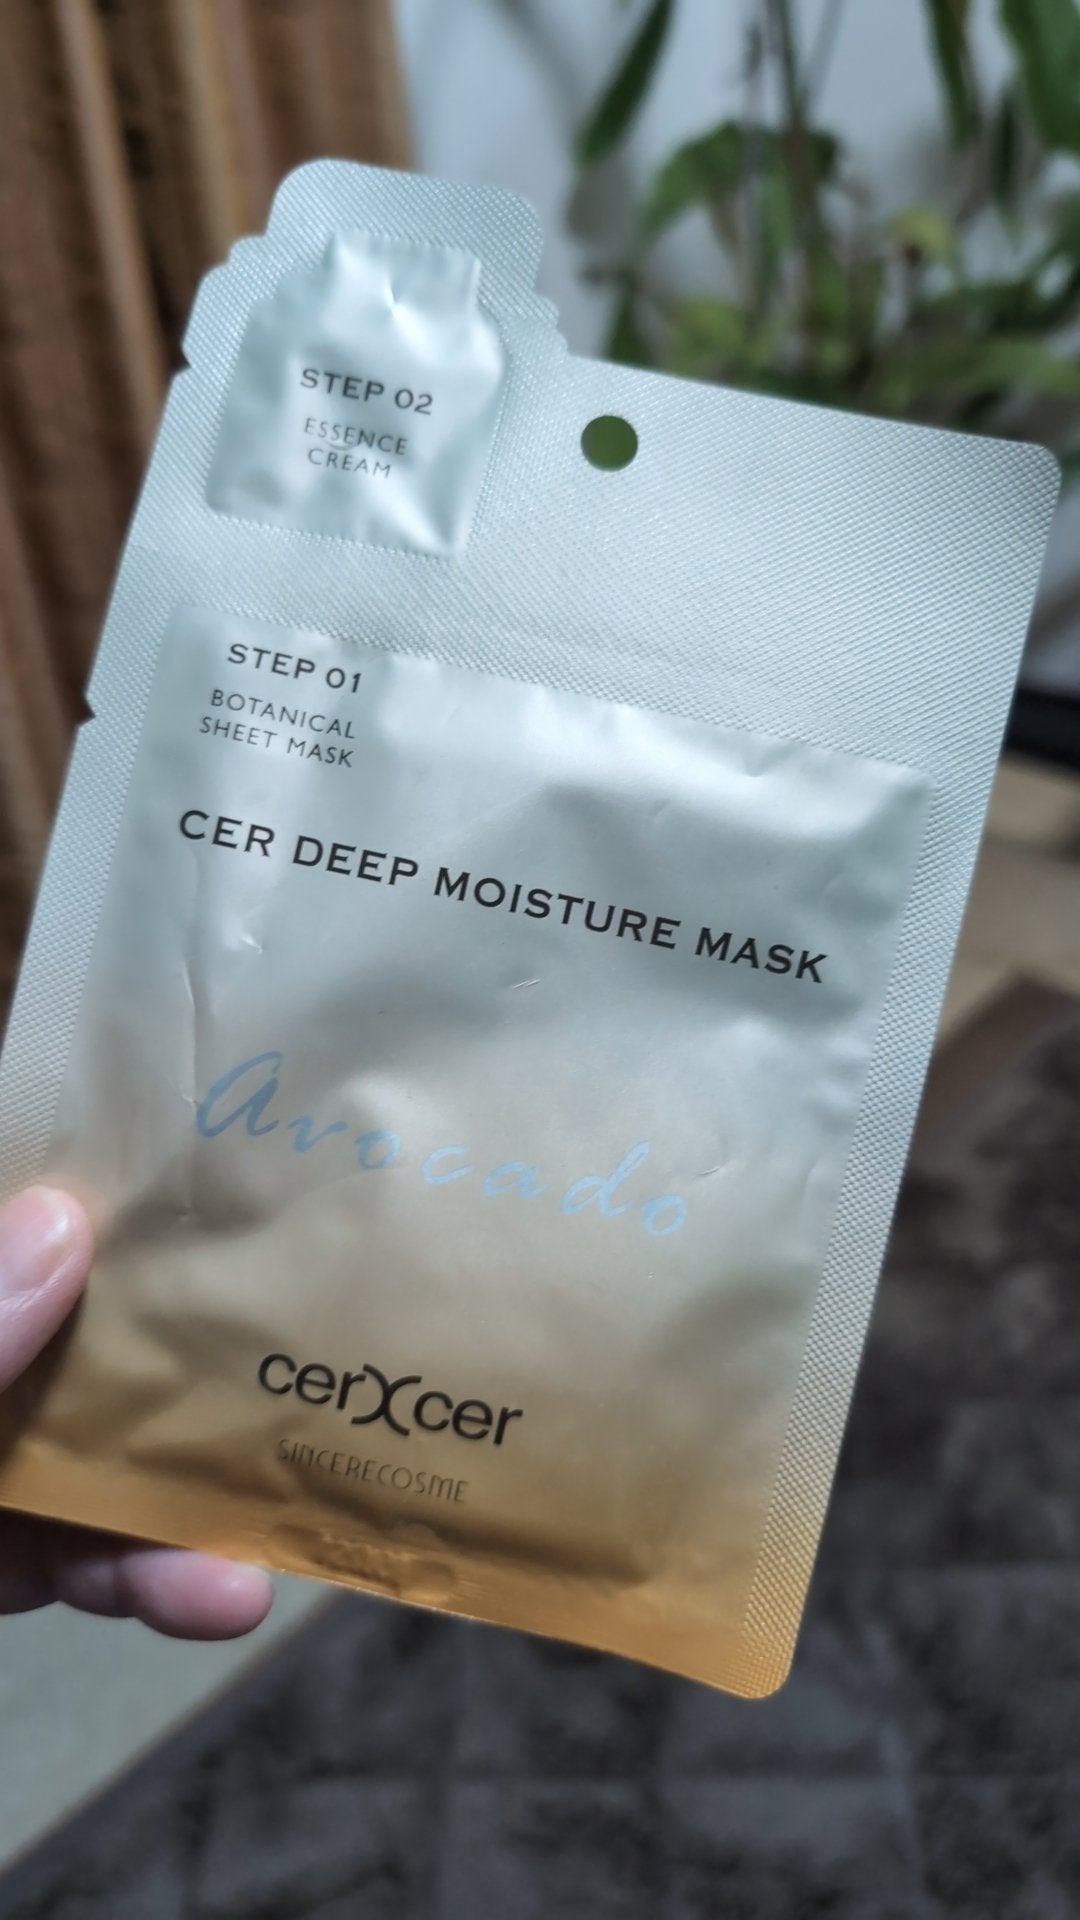 STEP 02
ESSENCE
CREAM
STEP 01
BOTANICAL
SHEET MASK
CER DEEP MOISTURE MASK
Avocado
cerXcer
SINCERECOSME